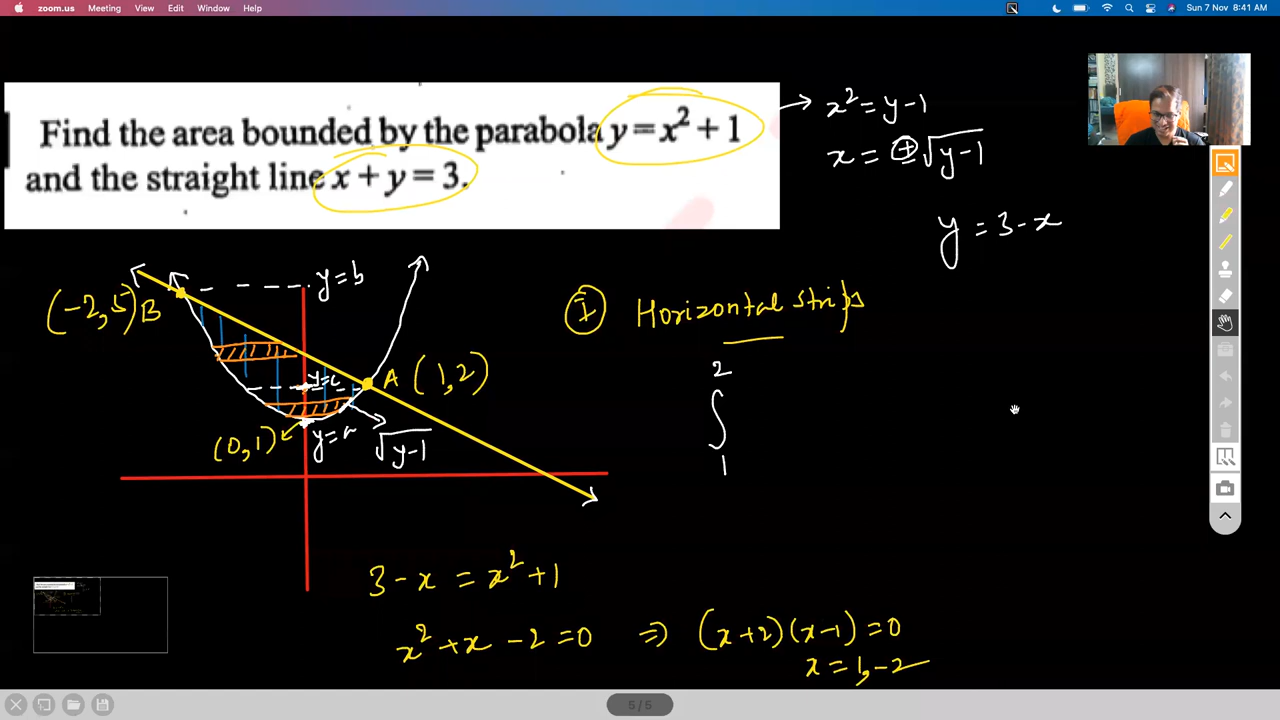 zoom.us Meeting View Edit Window Help
Sun 7 Nov 8:41 AM
Find the area bounded by the parabola y = x² + 1
and the straight line x + y = 3.
x² = y-1
x = ± √y-1
y = 3-x
(-2,5) B
y=b
y=c
A (1,2)
(0,1)
y=a
√y-1
I Horizontal strips
2
∫
1
3-x = x²+1
x²+x-2=0 ⇒ (x+2)(x-1)=0
x=1,-2
5 / 5